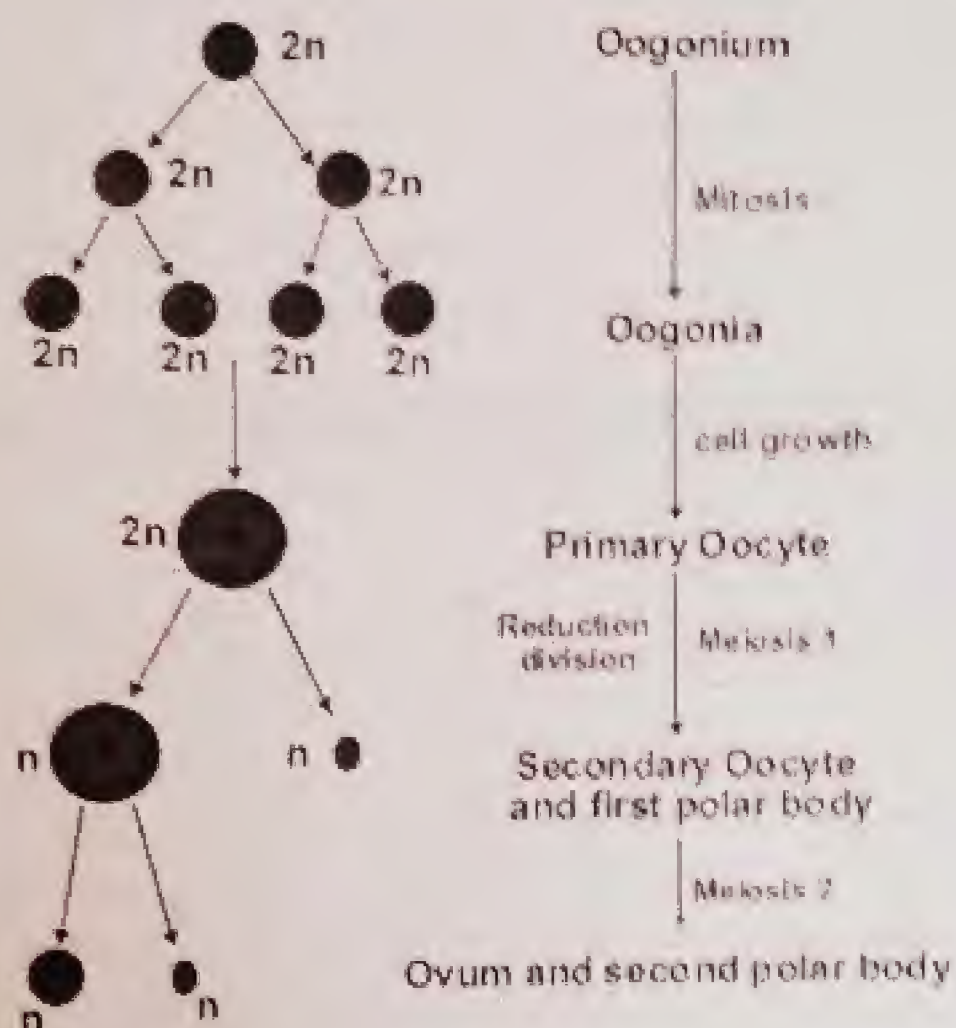 2n
Oogonium
2n
2n
Mitosis
2n
2n
2n
2n
Oogonia
cell growth
2n
Primary Oocyte
Reduction
division
Meiosis 1
n
n
Secondary Oocyte
and first polar body
Meiosis 2
n
n
Ovum and second polar body